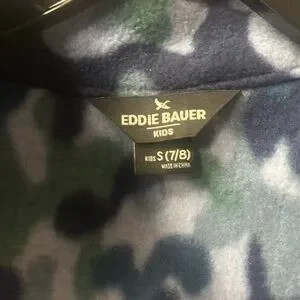 EDDIE BAUER
KIDS
KIDS S (7/8)
MADE IN CHINA